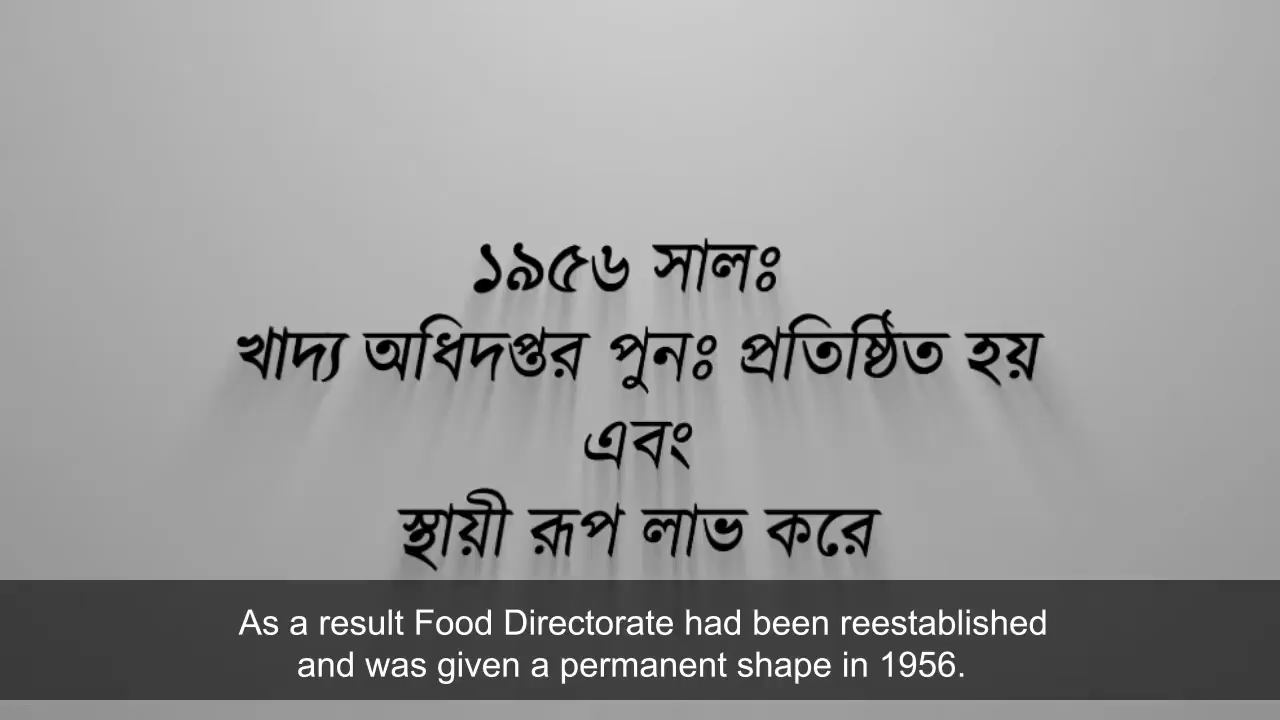 ১৯৫৬ সালঃ
খাদ্য অধিদপ্তর পুনঃ প্রতিষ্ঠিত হয়
এবং
স্থায়ী রূপ লাভ করে
As a result Food Directorate had been reestablished
and was given a permanent shape in 1956.